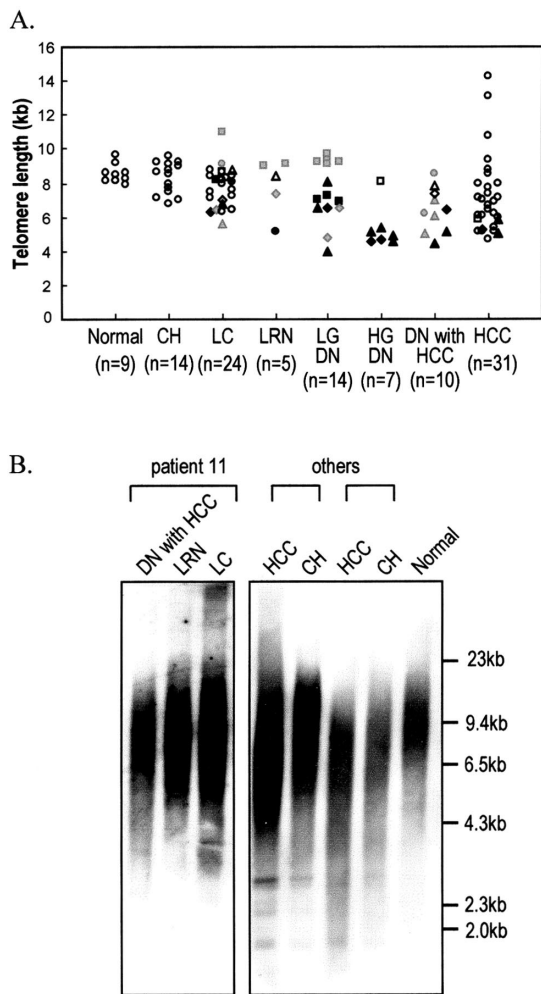 A.
Telomere length (kb)
16
14
12
10
8
6
4
2
0
Normal CH LC LRN LG DN HG DN DN with HCC HCC
(n=9) (n=14) (n=24) (n=5) (n=14) (n=7) (n=10) (n=31)
B.
patient 11 others
DN with HCC LRN LC HCC CH HCC CH Normal
23kb
9.4kb
6.5kb
4.3kb
2.3kb
2.0kb